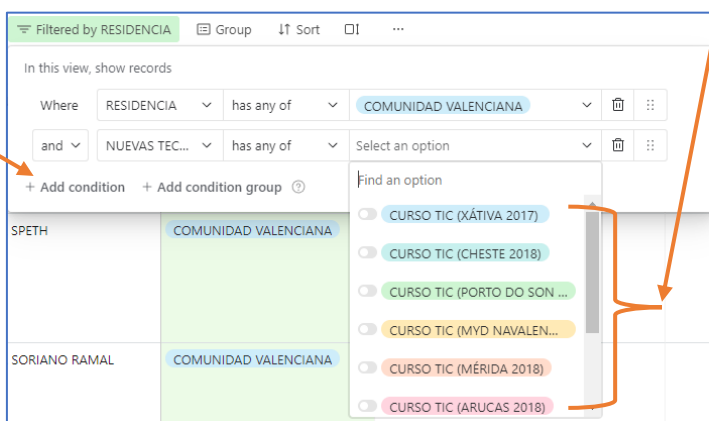 Filtered by RESIDENCIA Group Sort ...
In this view, show records
Where RESIDENCIA has any of COMUNIDAD VALENCIANA
and NUEVAS TEC... has any of Select an option
+ Add condition + Add condition group ?
Find an option
CURSO TIC (XÁTIVA 2017)
SPETH COMUNIDAD VALENCIANA
CURSO TIC (CHESTE 2018)
CURSO TIC (PORTO DO SON ...
CURSO TIC (MYD NAVALEN...
SORIANO RAMAL COMUNIDAD VALENCIANA
CURSO TIC (MÉRIDA 2018)
CURSO TIC (ARUCAS 2018)